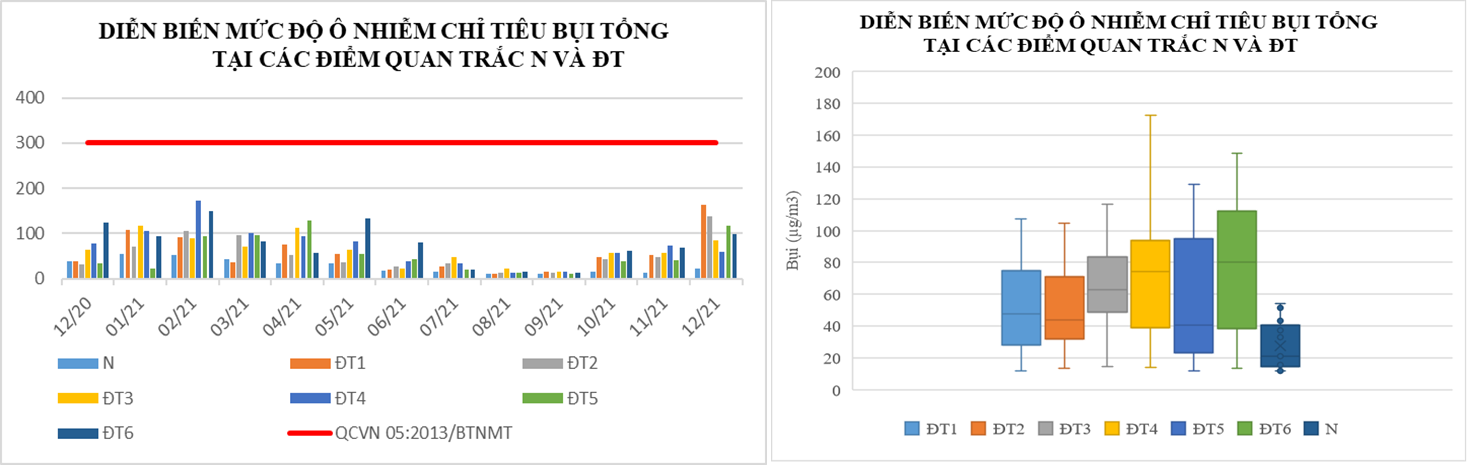 DIỄN BIẾN MỨC ĐỘ Ô NHIỄM CHỈ TIÊU BỤI TỔNG
TẠI CÁC ĐIỂM QUAN TRẮC N VÀ ĐT
400
300
200
100
0
12/20 01/21 02/21 03/21 04/21 05/21 06/21 07/21 08/21 09/21 10/21 11/21 12/21
N ĐT1 ĐT2
ĐT3 ĐT4 ĐT5
ĐT6 QCVN 05:2013/BTNMT
DIỄN BIẾN MỨC ĐỘ Ô NHIỄM CHỈ TIÊU BỤI TỔNG
TẠI CÁC ĐIỂM QUAN TRẮC N VÀ ĐT
Bụi (µg/m3)
200
180
160
140
120
100
80
60
40
20
0
ĐT1 ĐT2 ĐT3 ĐT4 ĐT5 ĐT6 N